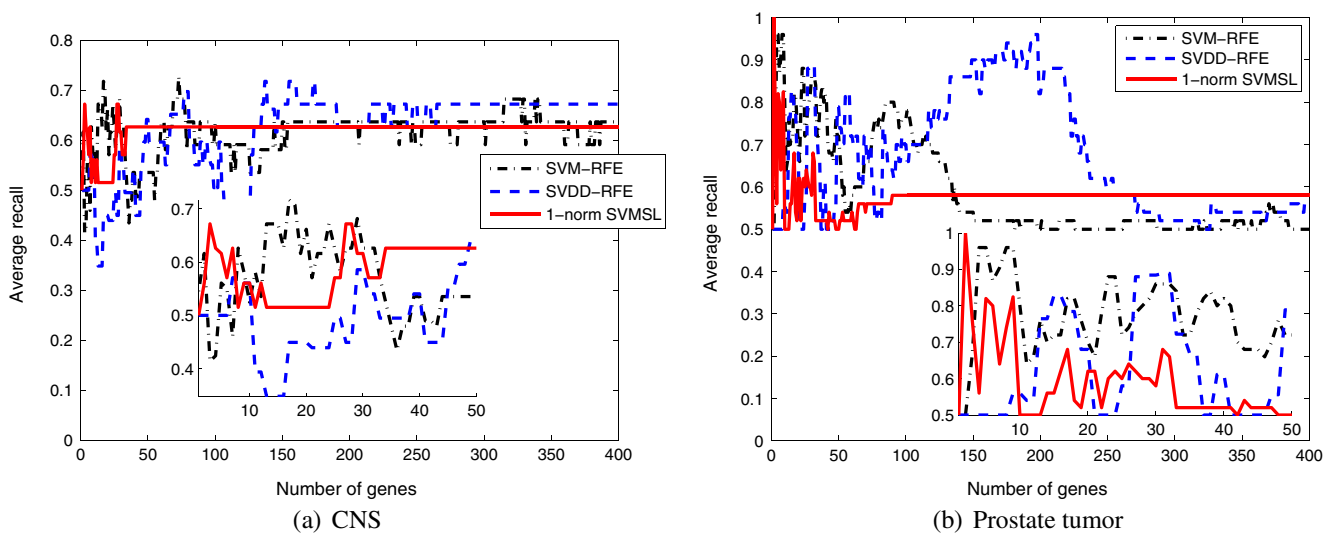 0.8
0.7
0.6
0.5
0.4
0.3
0.2
0.1
0
Average recall
0 50 100 150 200 250 300 350 400
Number of genes
SVM-RFE
SVDD-RFE
1-norm SVMSL
0.7
0.6
0.5
0.4
10 20 30 40 50
(a) CNS
1
0.9
0.8
0.7
0.6
0.5
0.4
0.3
0.2
0.1
0
Average recall
0 50 100 150 200 250 300 350 400
Number of genes
SVM-RFE
SVDD-RFE
1-norm SVMSL
1
0.9
0.8
0.7
0.6
0.5
10 20 30 40 50
(b) Prostate tumor